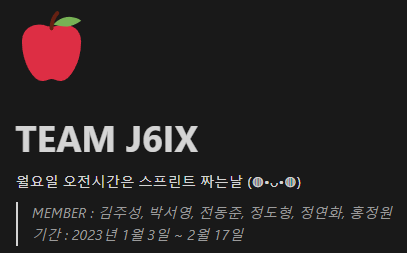 TEAM J6IX
월요일 오전시간은 스프린트 짜는날 (◍•ᴗ•◍)
MEMBER : 김주성, 박서영, 전동준, 정도형, 정연화, 홍정원
기간 : 2023년 1월 3일 ~ 2월 17일